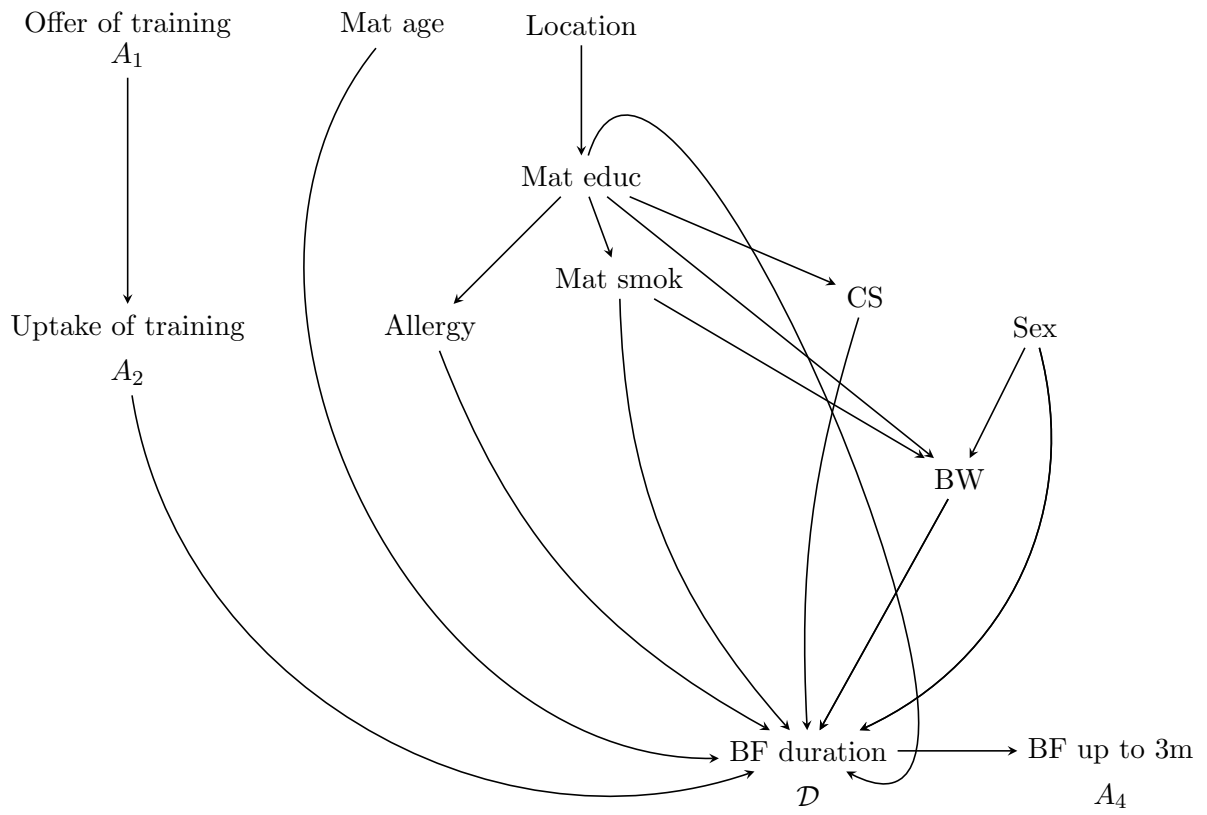 Offer of training
A₁
Mat age
Location
Mat educ
Mat smok
CS
Uptake of training
A₂
Allergy
Sex
BW
BF duration
𝒟
BF up to 3m
A₄